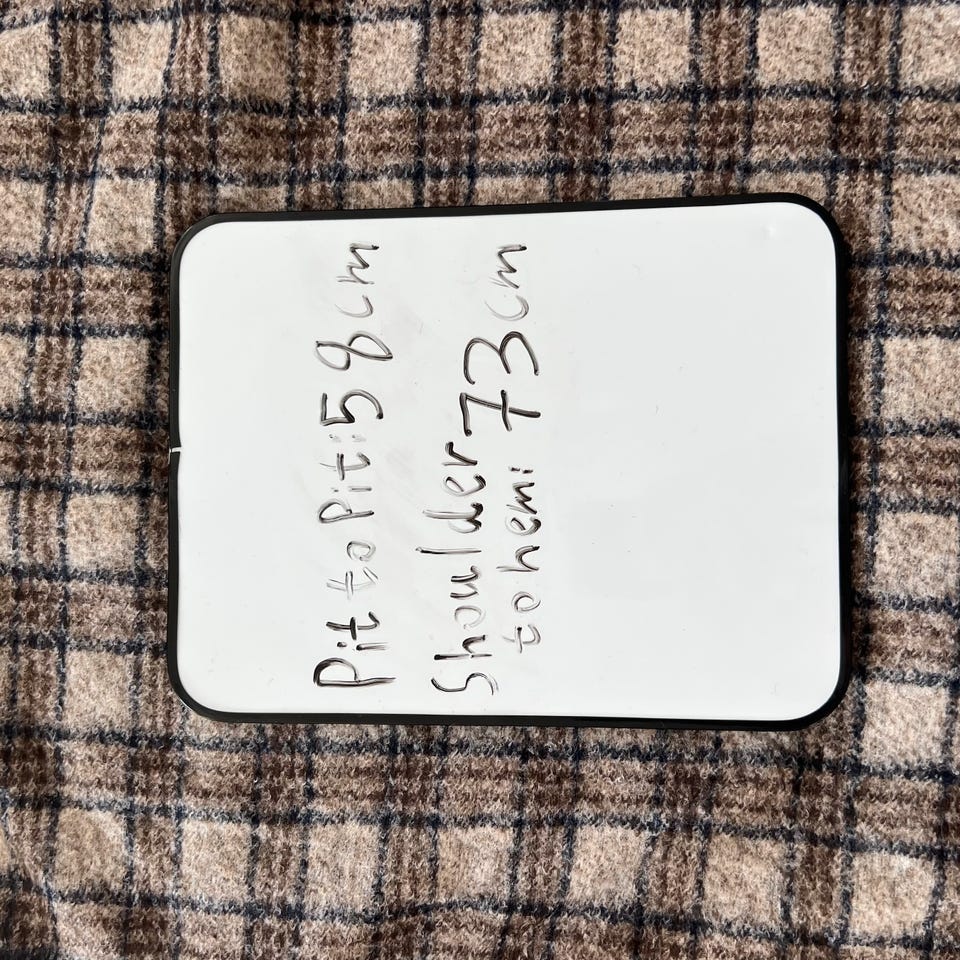 Pit to Pit: 58cm
Shoulder 73cm
to hem: